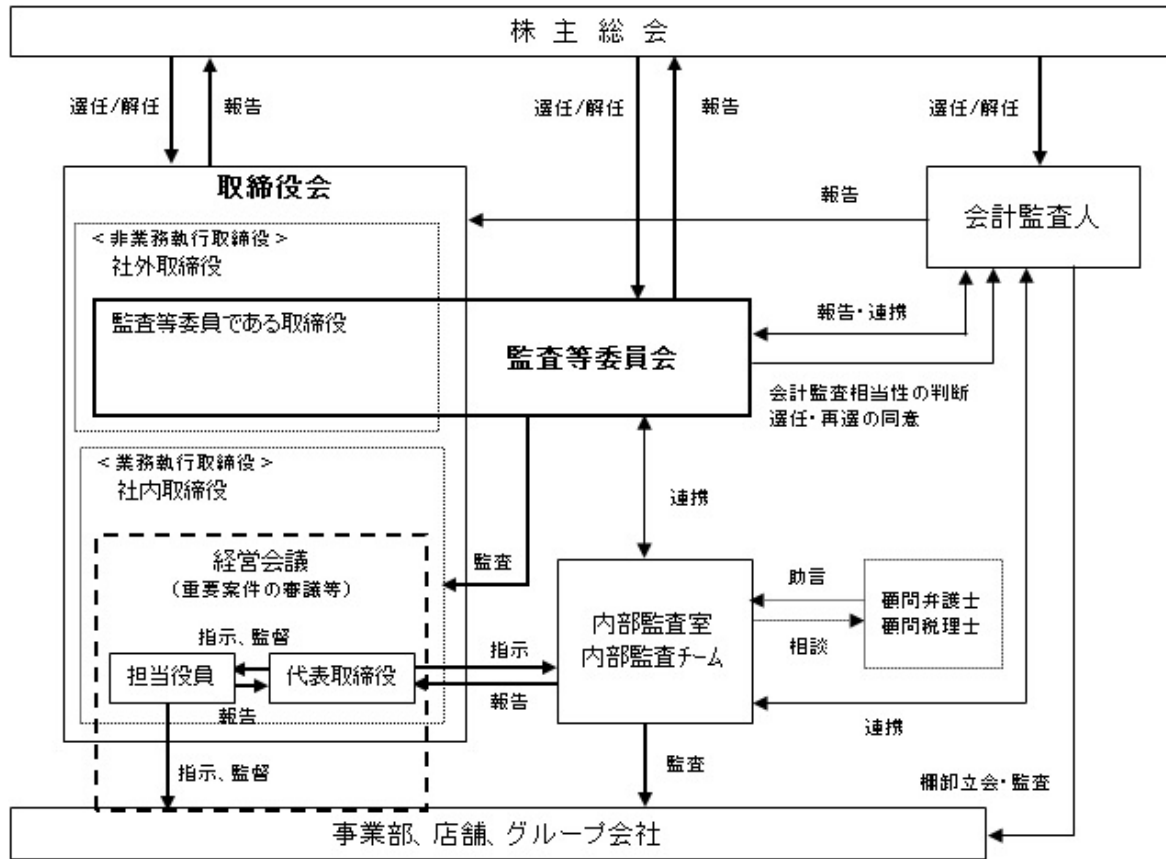 株主総会
選任/解任
報告
選任/解任
報告
選任/解任
取締役会
報告
会計監査人
<非業務執行取締役>
社外取締役
監査等委員である取締役
監査等委員会
報告・連携
会計監査相当性の判断
選任・再選の同意
<業務執行取締役>
社内取締役
連携
経営会議
(重要案件の審議等)
監査
助言
顧問弁護士
顧問税理士
相談
内部監査室
内部監査チーム
指示、監督
担当役員
代表取締役
報告
指示
報告
連携
指示、監督
監査
棚卸立会・監査
事業部、店舗、グループ会社